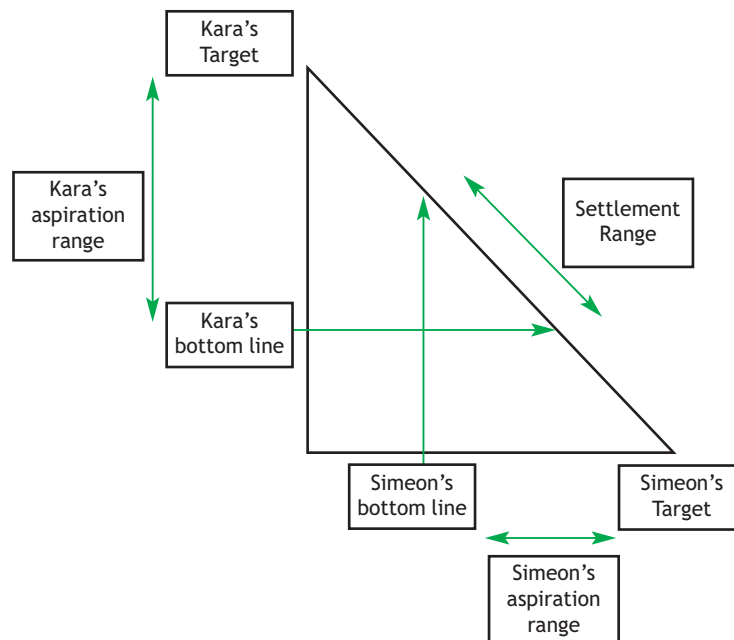 Kara’s
Target
Kara’s
aspiration
range
Settlement
Range
Kara’s
bottom line
Simeon’s
bottom line
Simeon’s
Target
Simeon’s
aspiration
range